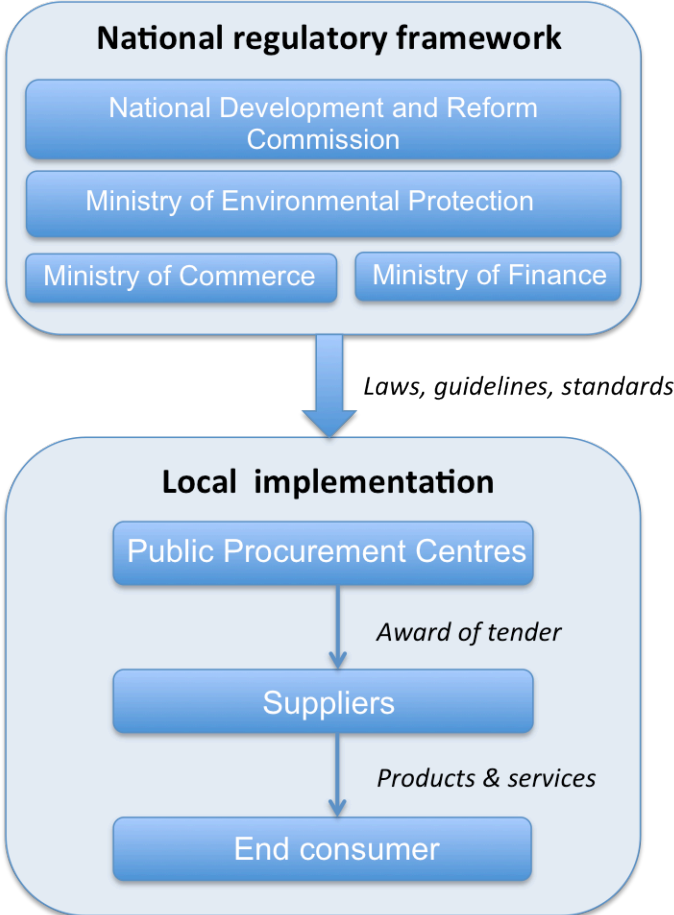 National regulatory framework
National Development and Reform
Commission
Ministry of Environmental Protection
Ministry of Commerce
Ministry of Finance
Laws, guidelines, standards
Local implementation
Public Procurement Centres
Award of tender
Suppliers
Products & services
End consumer